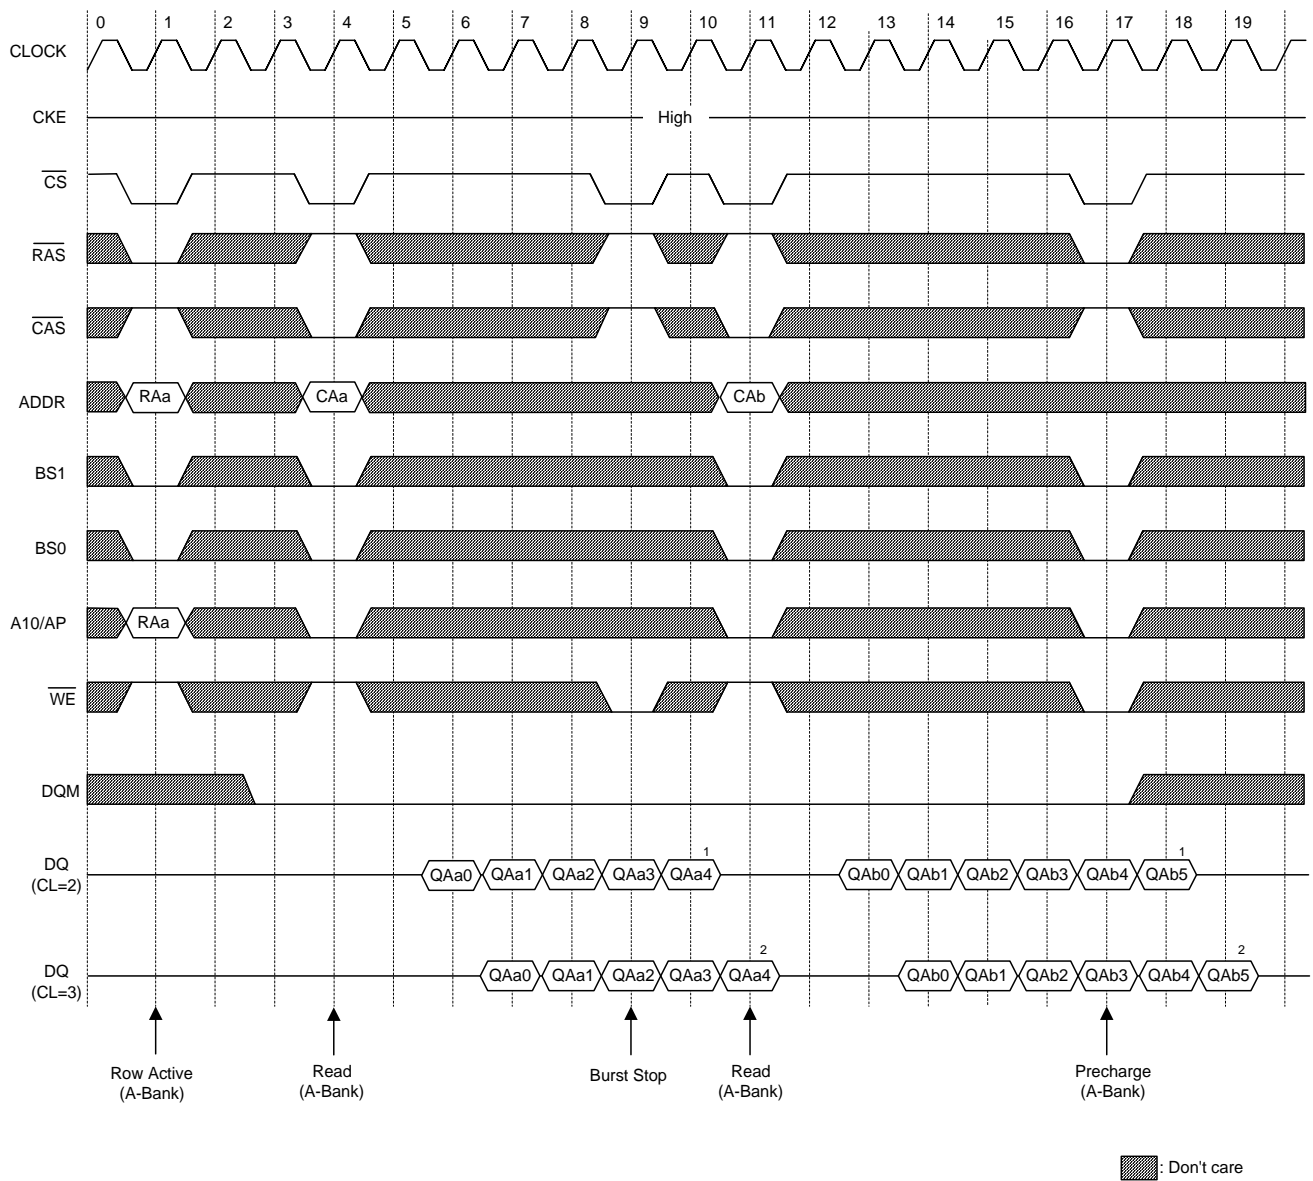 0 1 2 3 4 5 6 7 8 9 10 11 12 13 14 15 16 17 18 19
CLOCK
CKE High
CS
RAS
CAS
ADDR RAa CAa CAb
BS1
BS0
A10/AP RAa
WE
DQM
1 1
DQ
(CL=2)
QAa0 QAa1 QAa2 QAa3 QAa4 QAb0 QAb1 QAb2 QAb3 QAb4 QAb5
2 2
DQ
(CL=3)
QAa0 QAa1 QAa2 QAa3 QAa4 QAb0 QAb1 QAb2 QAb3 QAb4 QAb5
Row Active
(A-Bank)
Read
(A-Bank)
Burst Stop
Read
(A-Bank)
Precharge
(A-Bank)
: Don't care